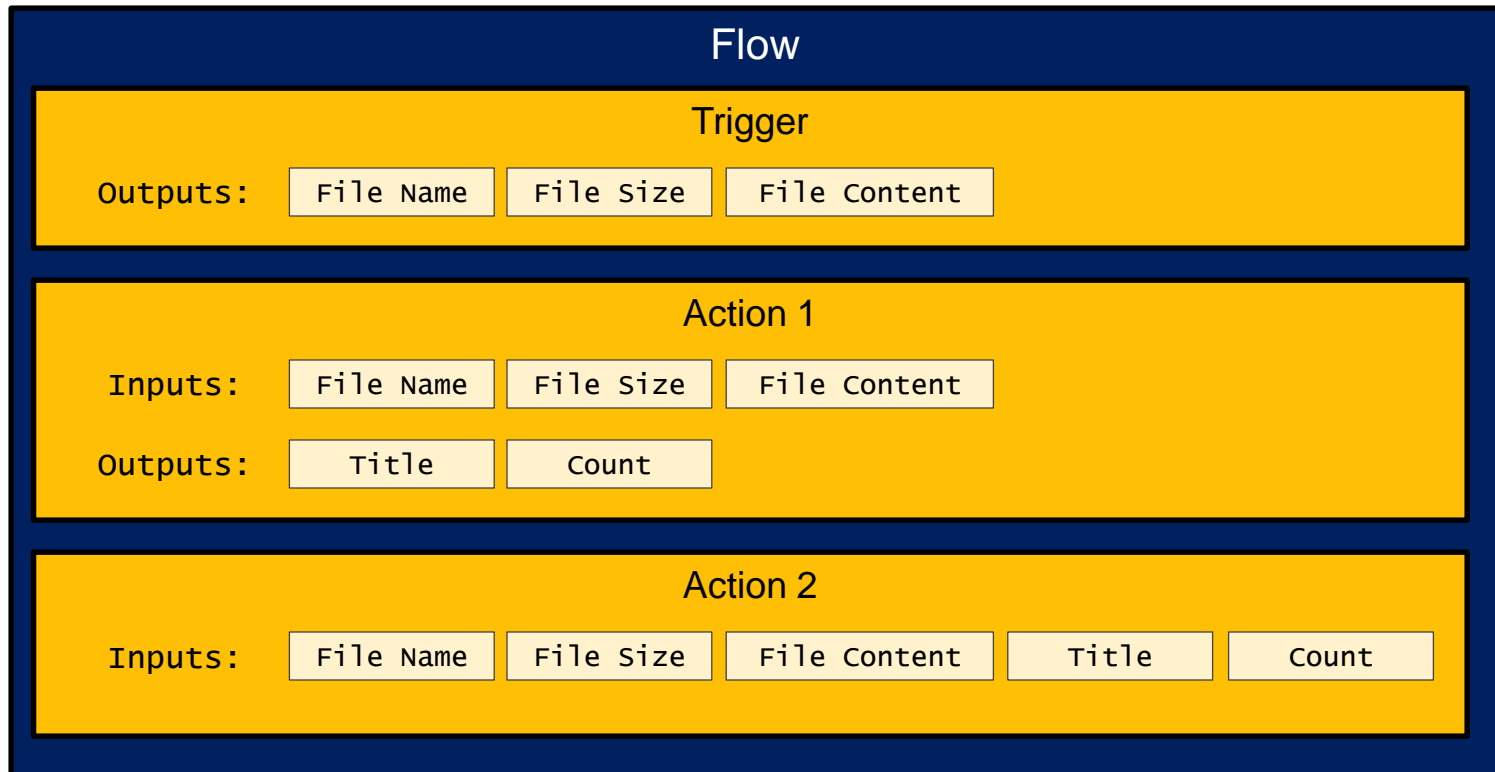 Flow
Trigger
Outputs: File Name File Size File Content
Action 1
Inputs: File Name File Size File Content
Outputs: Title Count
Action 2
Inputs: File Name File Size File Content Title Count